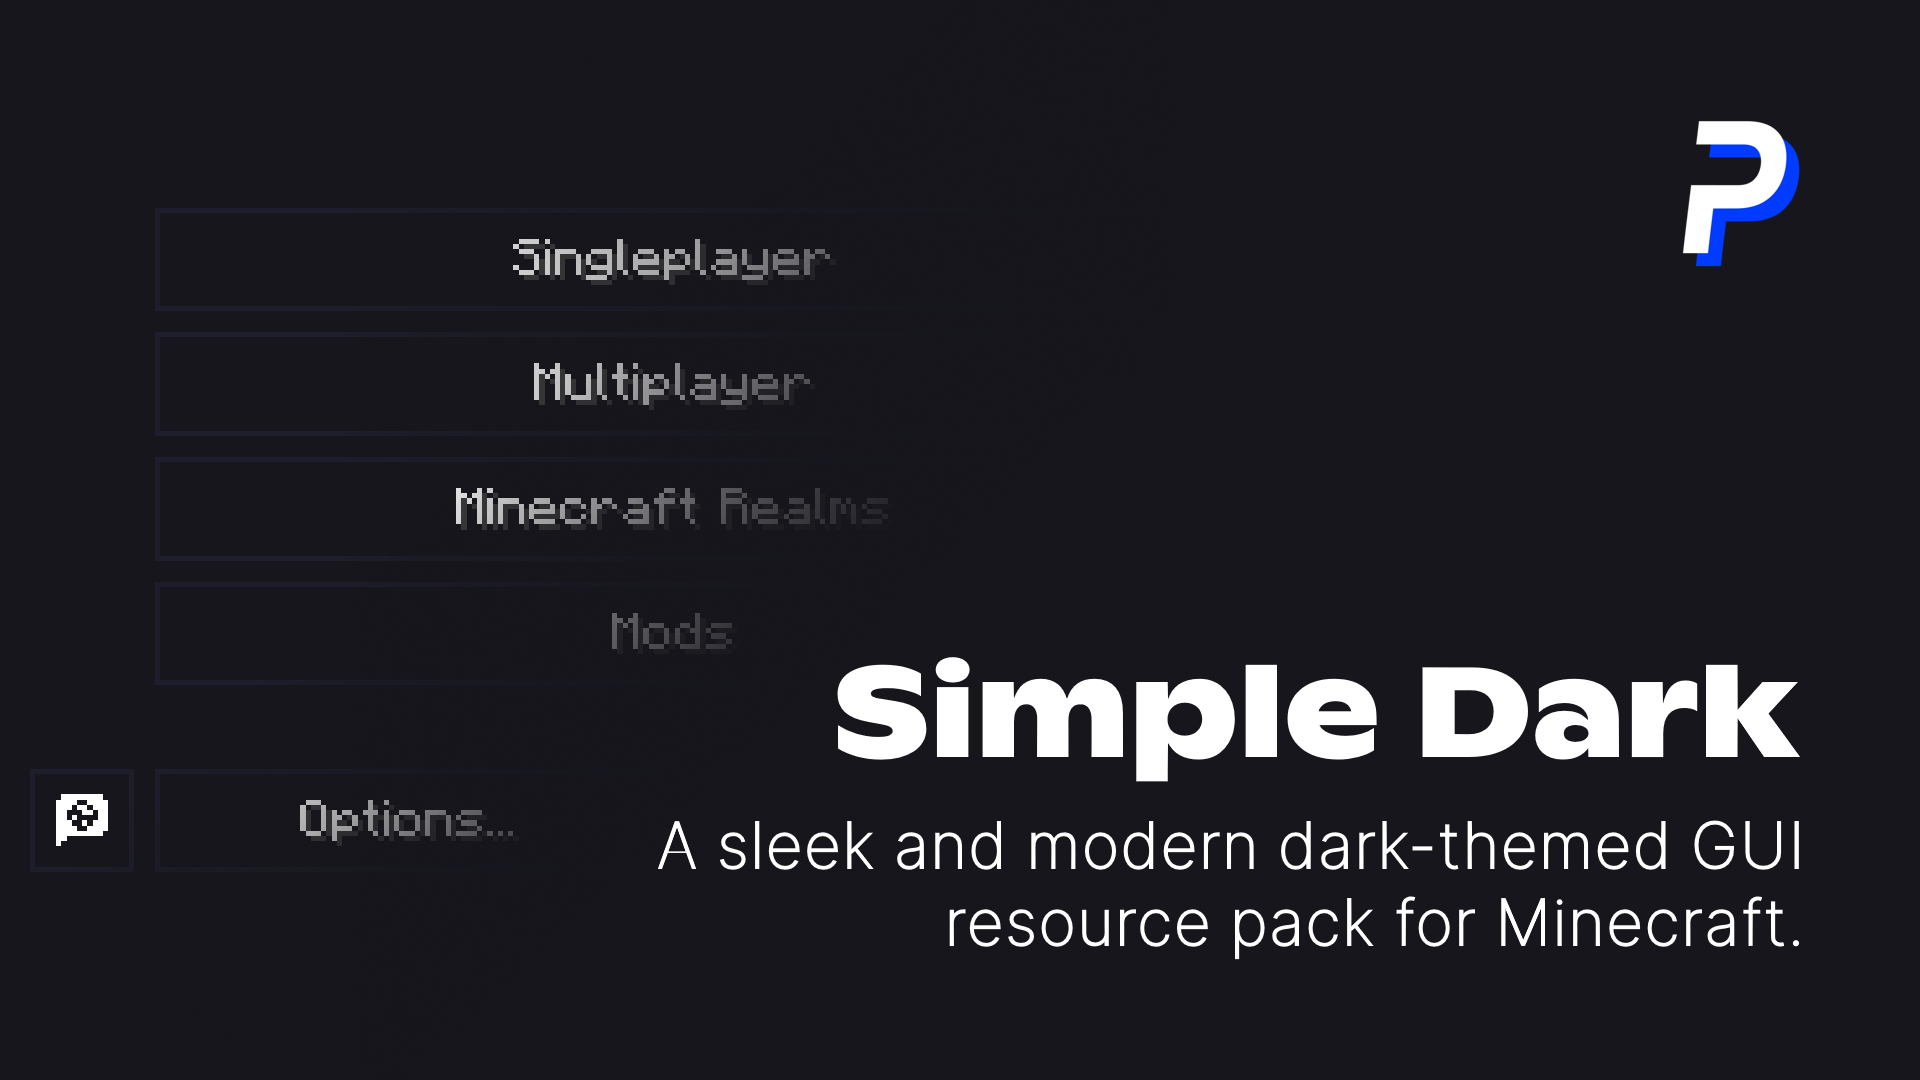 P
Singleplayer
Multiplayer
Minecraft Realms
Mods
Options...
Simple Dark
A sleek and modern dark-themed GUI
resource pack for Minecraft.